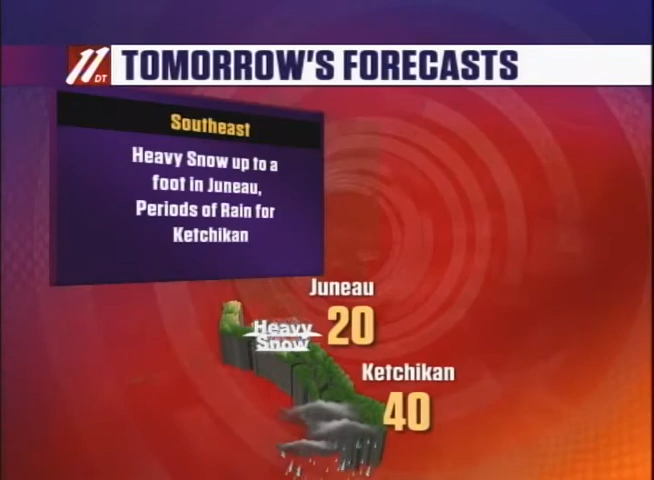 11
DT
TOMORROW'S FORECASTS
Southeast
Heavy Snow up to a
foot in Juneau,
Periods of Rain for
Ketchikan
Juneau
20
Heavy
Snow
Ketchikan
40